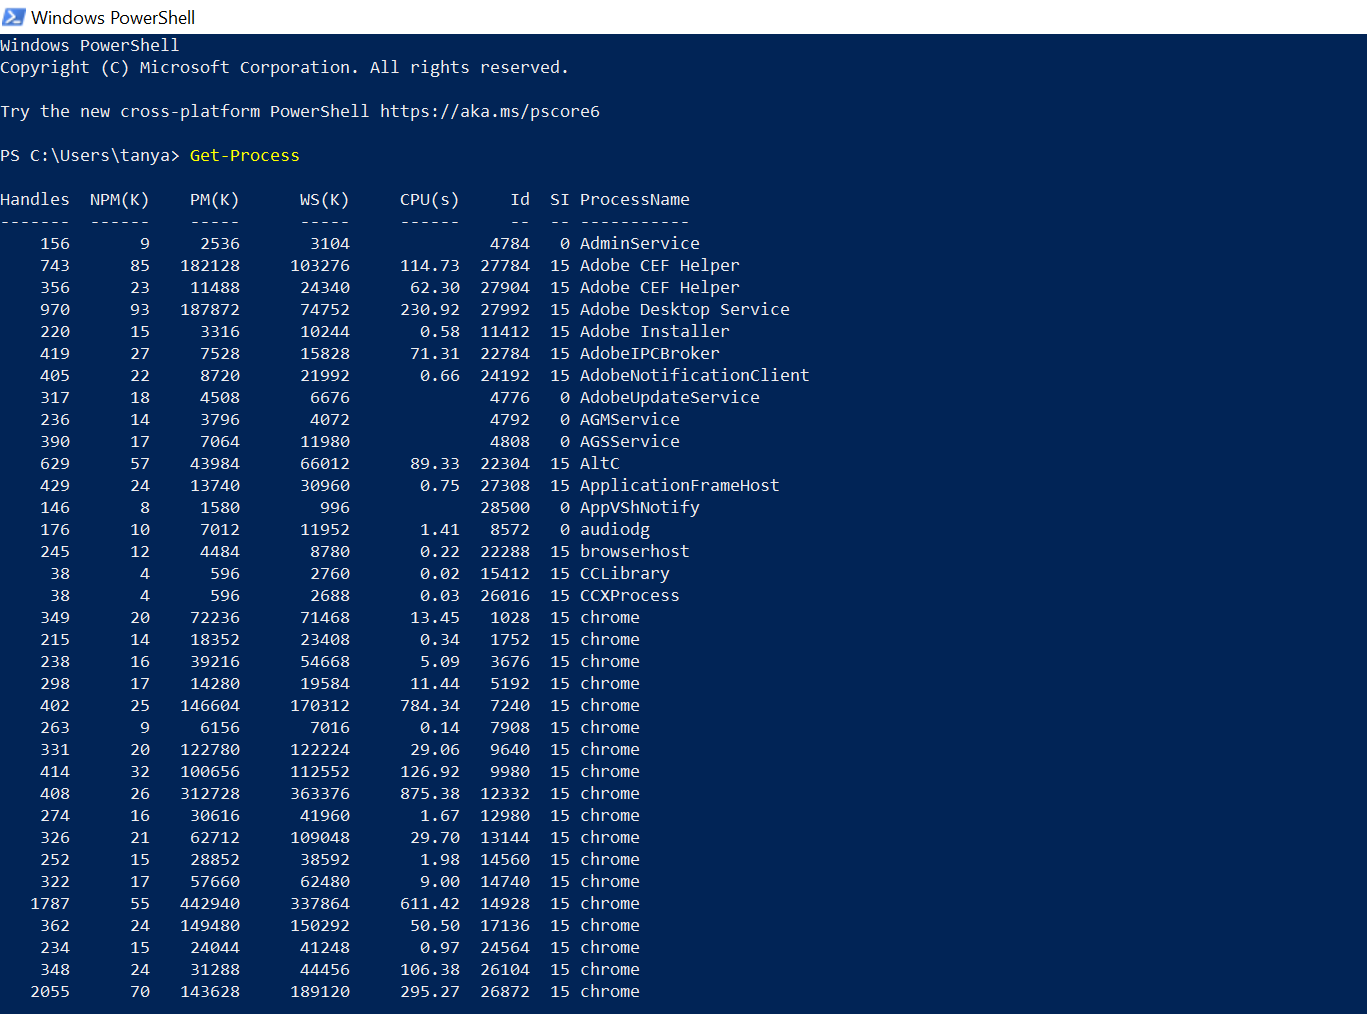 Windows PowerShell
Windows PowerShell
Copyright (C) Microsoft Corporation. All rights reserved.
Try the new cross-platform PowerShell https://aka.ms/pscore6
PS C:\Users\tanya> Get-Process
Handles  NPM(K)    PM(K)      WS(K)     CPU(s)     Id  SI ProcessName
-------  ------    -----      -----     ------     --  -- -----------
    156       9     2536       3104              4784   0 AdminService
    743      85   182128     103276     114.73  27784  15 Adobe CEF Helper
    356      23    11488      24340      62.30  27904  15 Adobe CEF Helper
    970      93   187872      74752     230.92  27992  15 Adobe Desktop Service
    220      15     3316      10244       0.58  11412  15 Adobe Installer
    419      27     7528      15828      71.31  22784  15 AdobeIPCBroker
    405      22     8720      21992       0.66  24192  15 AdobeNotificationClient
    317      18     4508       6676              4776   0 AdobeUpdateService
    236      14     3796       4072              4792   0 AGMService
    390      17     7064      11980              4808   0 AGSService
    629      57    43984      66012      89.33  22304  15 AltC
    429      24    13740      30960       0.75  27308  15 ApplicationFrameHost
    146       8     1580        996             28500   0 AppVShNotify
    176      10     7012      11952       1.41   8572   0 audiodg
    245      12     4484       8780       0.22  22288  15 browserhost
     38       4      596       2760       0.02  15412  15 CCLibrary
     38       4      596       2688       0.03  26016  15 CCXProcess
    349      20    72236      71468      13.45   1028  15 chrome
    215      14    18352      23408       0.34   1752  15 chrome
    238      16    39216      54668       5.09   3676  15 chrome
    298      17    14280      19584      11.44   5192  15 chrome
    402      25   146604     170312     784.34   7240  15 chrome
    263       9     6156       7016       0.14   7908  15 chrome
    331      20   122780     122224      29.06   9640  15 chrome
    414      32   100656     112552     126.92   9980  15 chrome
    408      26   312728     363376     875.38  12332  15 chrome
    274      16    30616      41960       1.67  12980  15 chrome
    326      21    62712     109048      29.70  13144  15 chrome
    252      15    28852      38592       1.98  14560  15 chrome
    322      17    57660      62480       9.00  14740  15 chrome
   1787      55   442940     337864     611.42  14928  15 chrome
    362      24   149480     150292      50.50  17136  15 chrome
    234      15    24044      41248       0.97  24564  15 chrome
    348      24    31288      44456     106.38  26104  15 chrome
   2055      70   143628     189120     295.27  26872  15 chrome